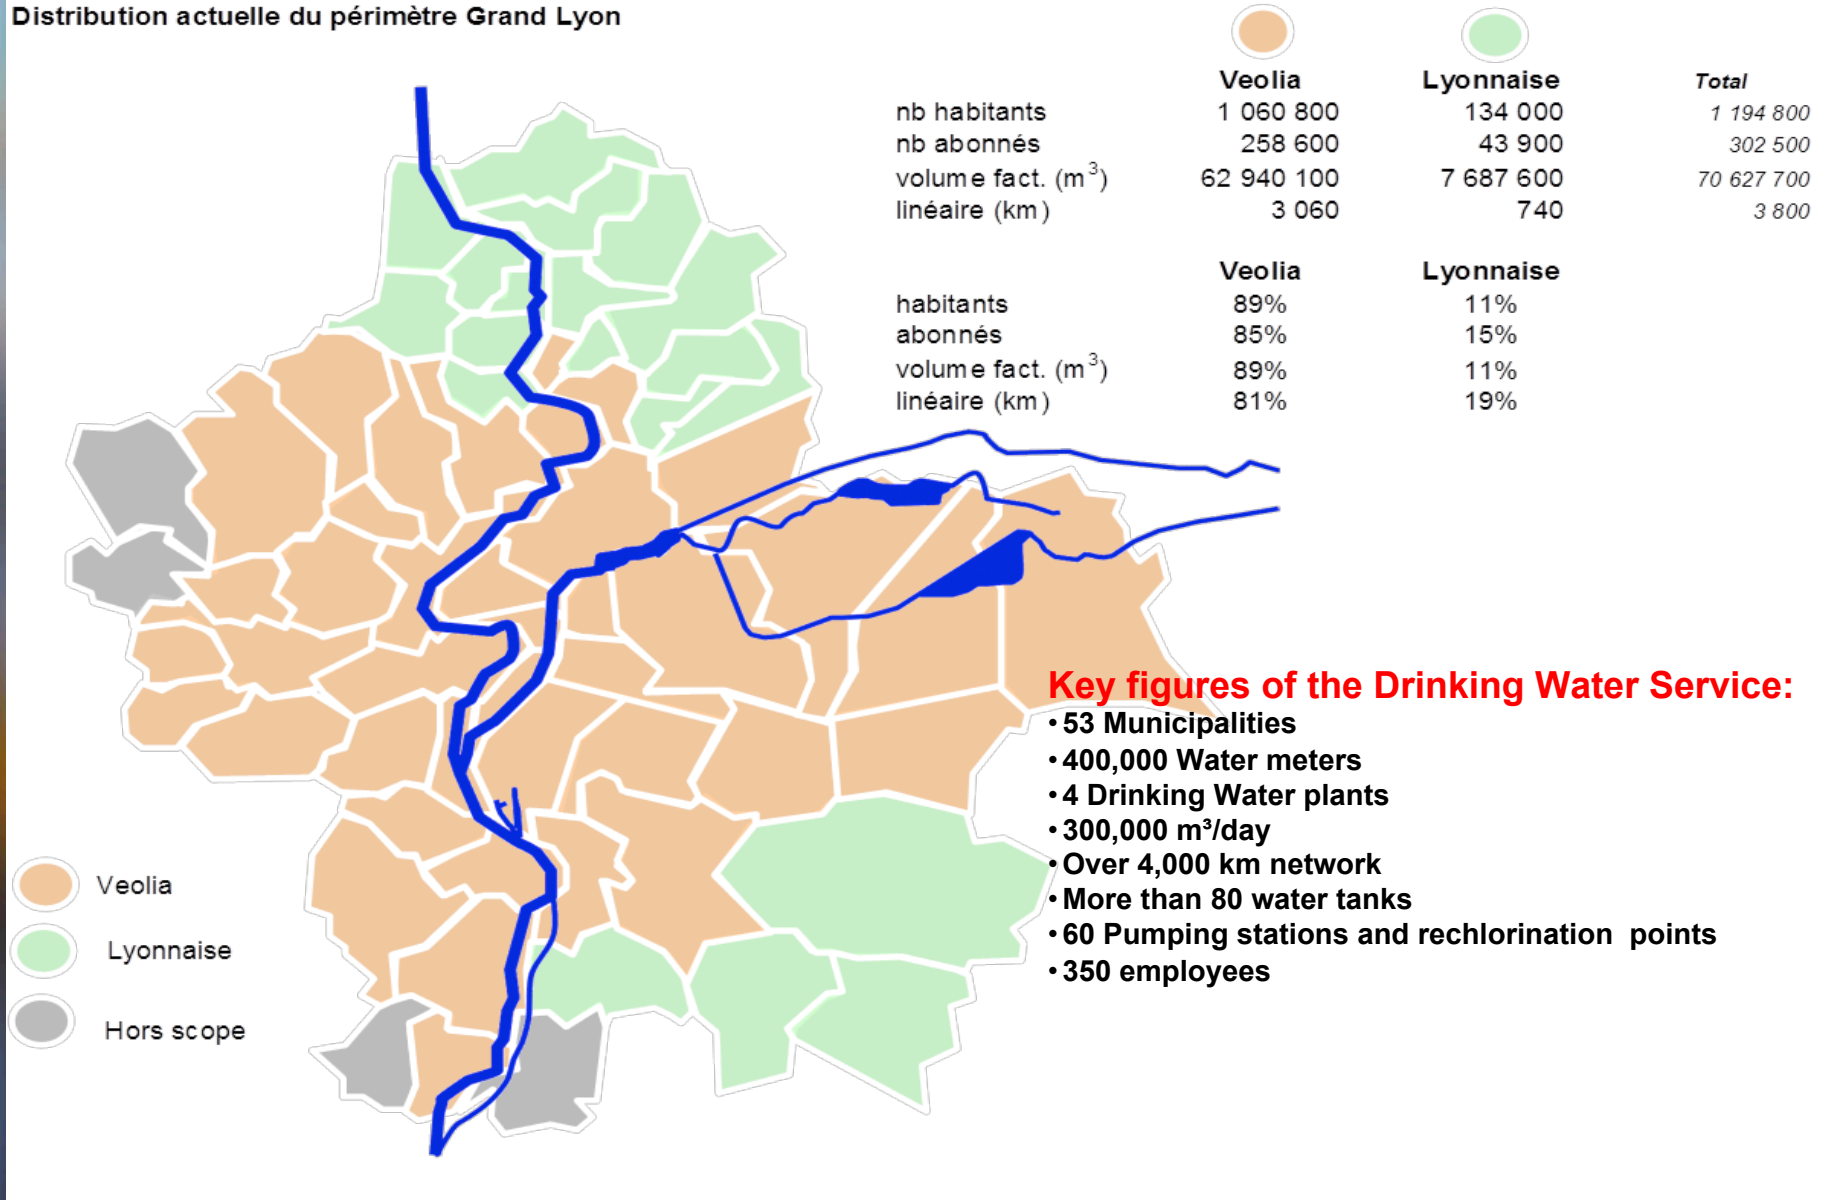 Distribution actuelle du périmètre Grand Lyon
Veolia Lyonnaise Total
nb habitants 1 060 800 134 000 1 194 800
nb abonnés 258 600 43 900 302 500
volume fact. (m³) 62 940 100 7 687 600 70 627 700
linéaire (km) 3 060 740 3 800
Veolia Lyonnaise
habitants 89% 11%
abonnés 85% 15%
volume fact. (m³) 89% 11%
linéaire (km) 81% 19%
Key figures of the Drinking Water Service:
• 53 Municipalities
• 400,000 Water meters
• 4 Drinking Water plants
• 300,000 m³/day
• Over 4,000 km network
• More than 80 water tanks
• 60 Pumping stations and rechlorination points
• 350 employees
Veolia
Lyonnaise
Hors scope